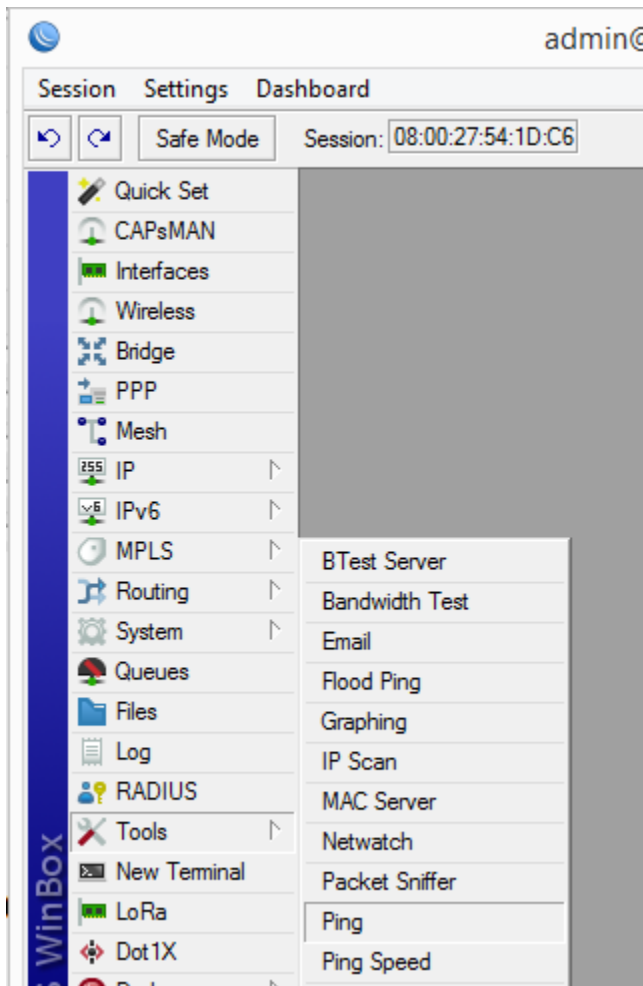 admin@
Session Settings Dashboard
Safe Mode Session: 08:00:27:54:1D:C6
Quick Set
CAPsMAN
Interfaces
Wireless
Bridge
PPP
Mesh
255 IP
v6 IPv6
MPLS
Routing
System
Queues
Files
Log
RADIUS
Tools
New Terminal
LoRa
Dot1X
BTest Server
Bandwidth Test
Email
Flood Ping
Graphing
IP Scan
MAC Server
Netwatch
Packet Sniffer
Ping
Ping Speed
WinBox